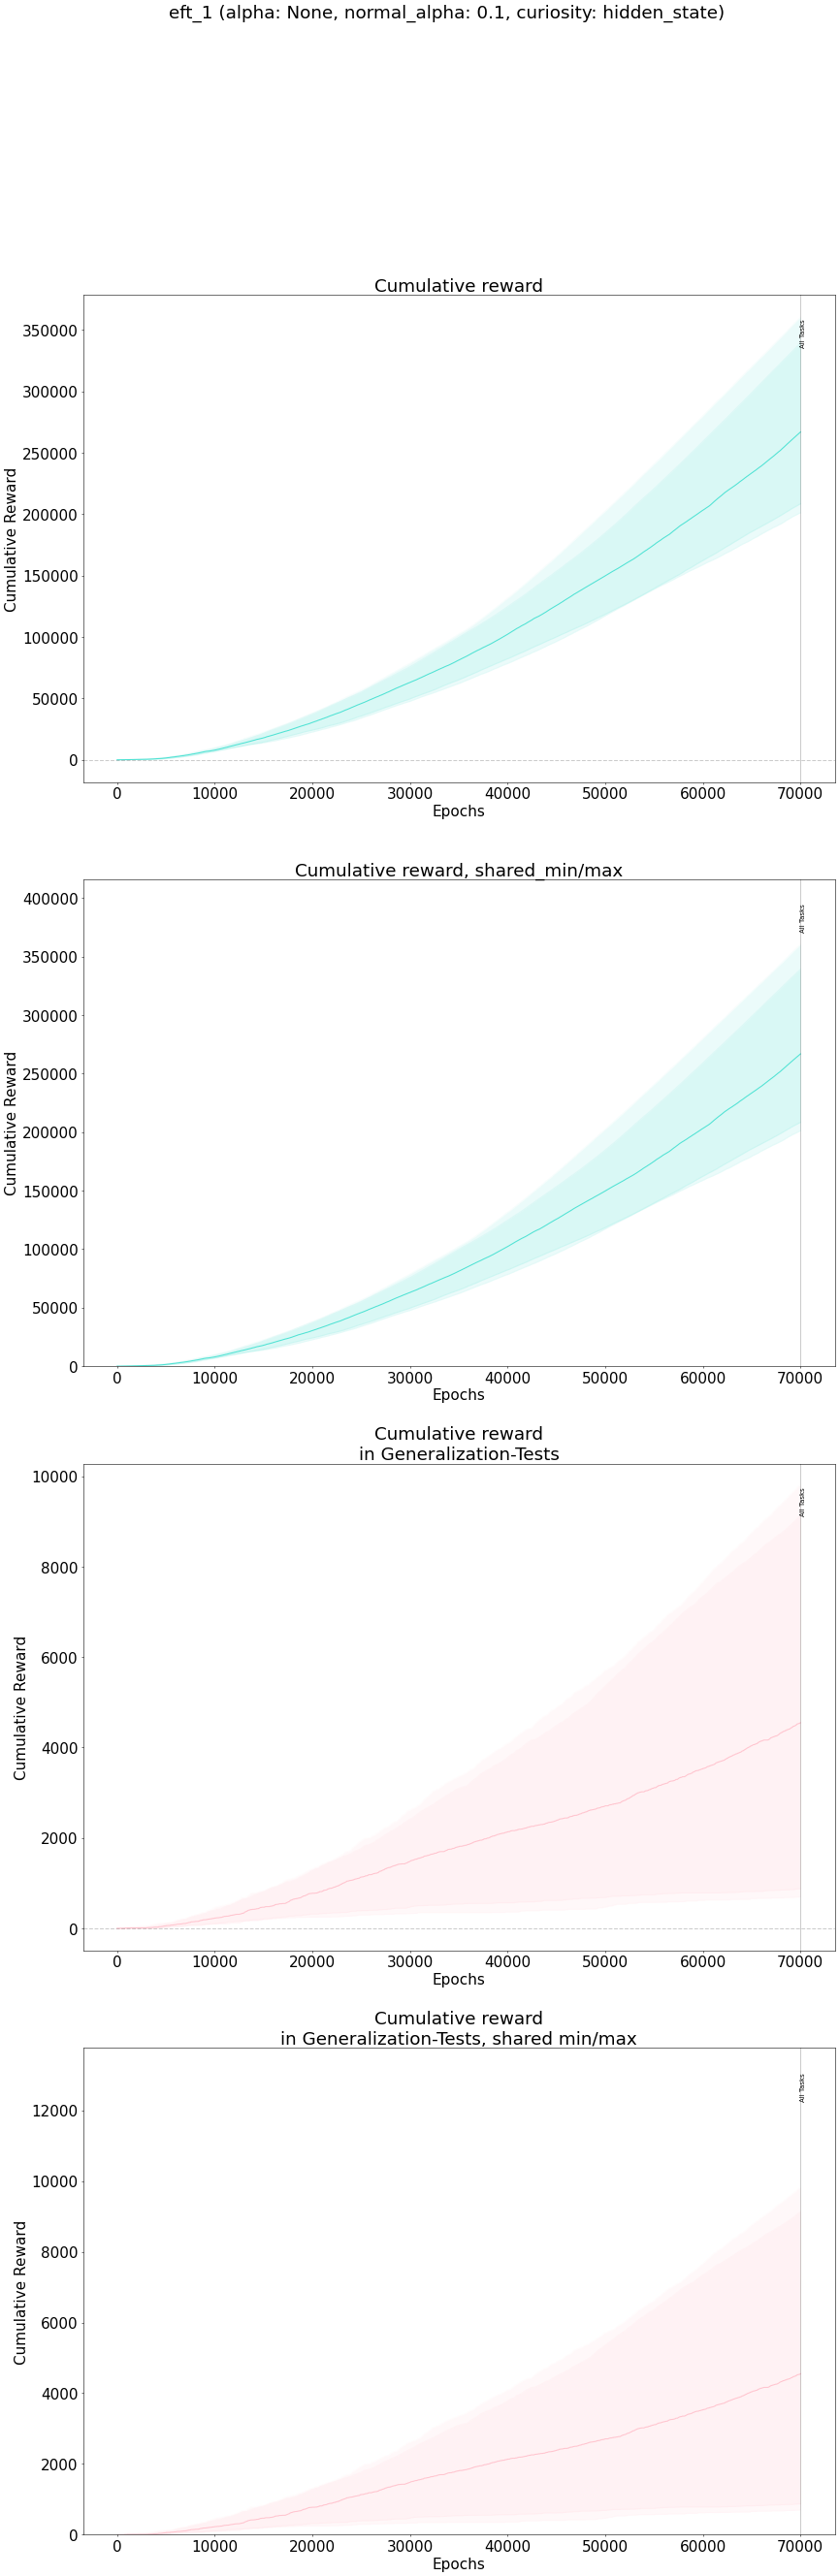 eft_1 (alpha: None, normal_alpha: 0.1, curiosity: hidden_state)
Cumulative reward
350000
300000
250000
200000
150000
100000
50000
0
Cumulative Reward
All Tasks
0 10000 20000 30000 40000 50000 60000 70000
Epochs
Cumulative reward, shared_min/max
400000
350000
300000
250000
200000
150000
100000
50000
0
Cumulative Reward
All Tasks
0 10000 20000 30000 40000 50000 60000 70000
Epochs
Cumulative reward
in Generalization-Tests
10000
8000
6000
4000
2000
0
Cumulative Reward
All Tasks
0 10000 20000 30000 40000 50000 60000 70000
Epochs
Cumulative reward
in Generalization-Tests, shared min/max
12000
10000
8000
6000
4000
2000
0
Cumulative Reward
All Tasks
0 10000 20000 30000 40000 50000 60000 70000
Epochs